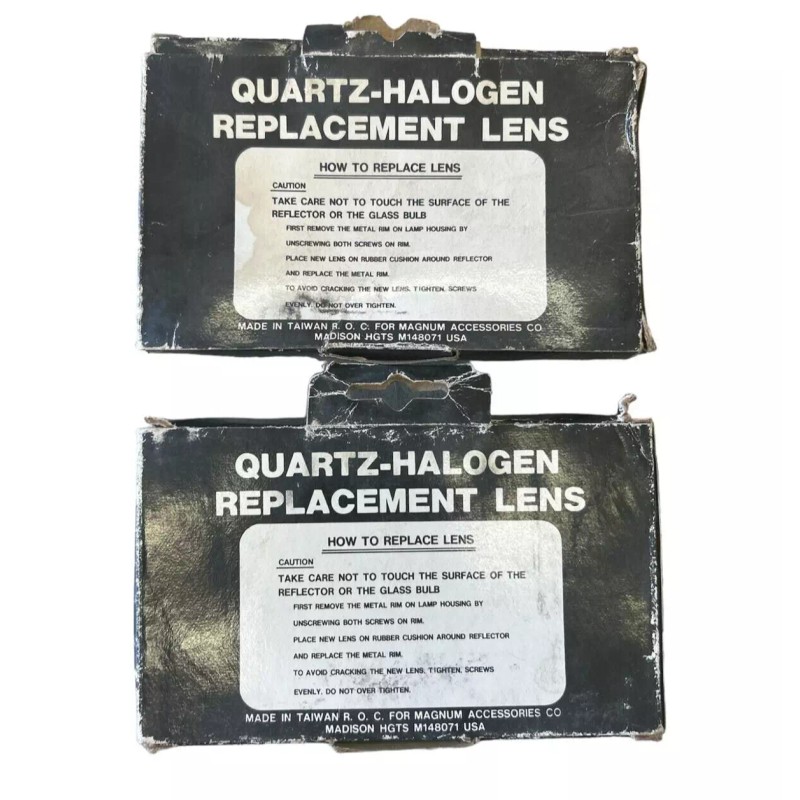 QUARTZ-HALOGEN
REPLACEMENT LENS
HOW TO REPLACE LENS
CAUTION
TAKE CARE NOT TO TOUCH THE SURFACE OF THE
REFLECTOR OR THE GLASS BULB
FIRST REMOVE THE METAL RIM ON LAMP HOUSING BY
UNSCREWING BOTH SCREWS ON RIM.
PLACE NEW LENS ON RUBBER CUSHION AROUND REFLECTOR
AND REPLACE THE METAL RIM.
TO AVOID CRACKING THE NEW LENS, TIGHTEN, SCREWS
EVENLY. DO NOT OVER TIGHTEN.
MADE IN TAIWAN R. O. C. FOR MAGNUM ACCESSORIES CO
MADISON HGTS M148071 USA
QUARTZ-HALOGEN
REPLACEMENT LENS
HOW TO REPLACE LENS
CAUTION
TAKE CARE NOT TO TOUCH THE SURFACE OF THE
REFLECTOR OR THE GLASS BULB
FIRST REMOVE THE METAL RIM ON LAMP HOUSING BY
UNSCREWING BOTH SCREWS ON RIM.
PLACE NEW LENS ON RUBBER CUSHION AROUND REFLECTOR
AND REPLACE THE METAL RIM.
TO AVOID CRACKING THE NEW LENS, TIGHTEN, SCREWS
EVENLY. DO NOT OVER TIGHTEN.
MADE IN TAIWAN R. O. C. FOR MAGNUM ACCESSORIES CO
MADISON HGTS M148071 USA